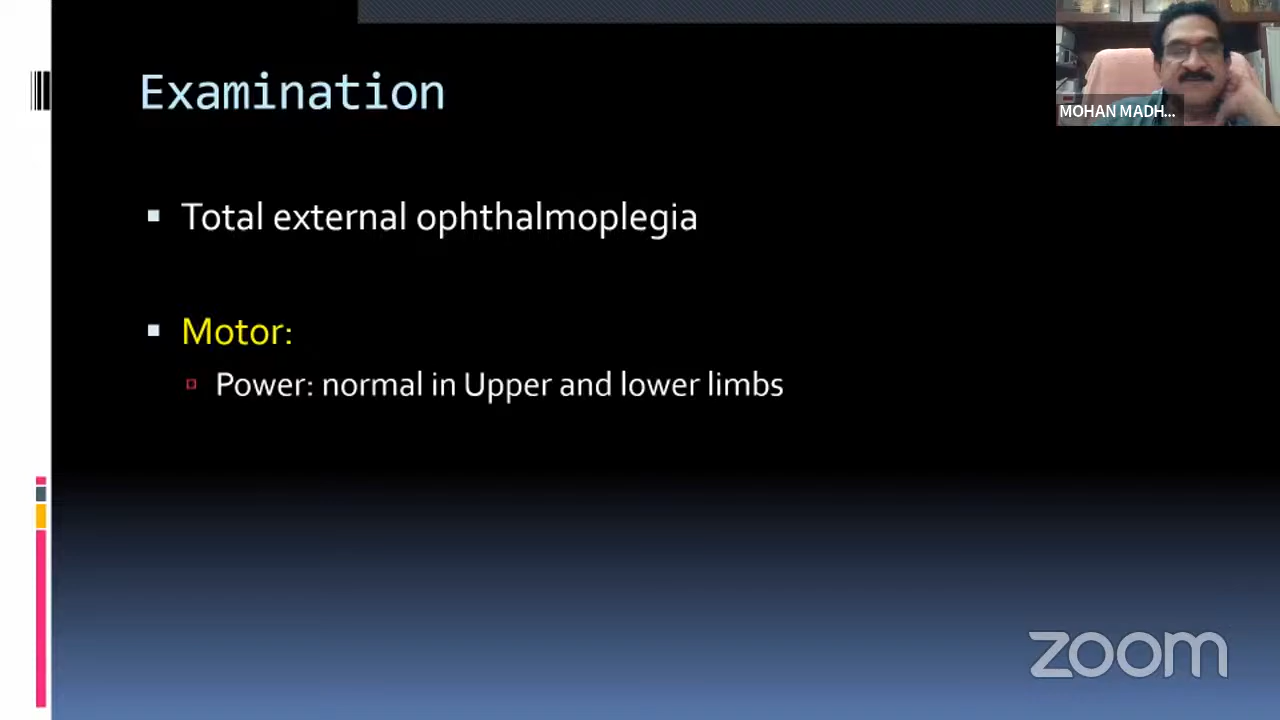 Examination
MOHAN MADH...
Total external ophthalmoplegia
Motor:
Power: normal in Upper and lower limbs
zoom